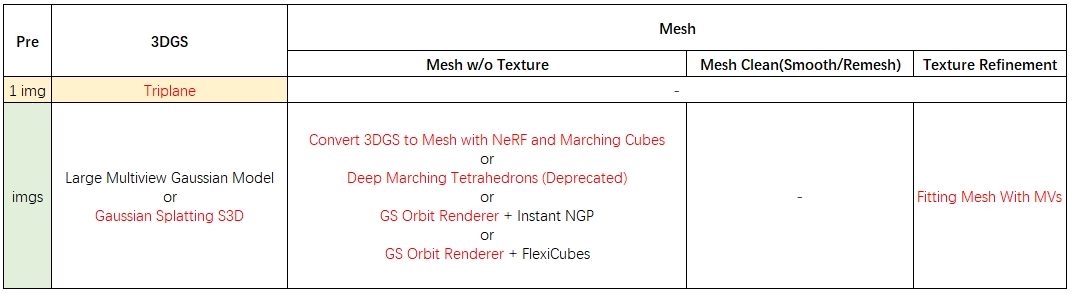 Pre
3DGS
Mesh
Mesh w/o Texture
Mesh Clean(Smooth/Remesh)
Texture Refinement
1 img
Triplane
-
imgs
Large Multiview Gaussian Model
or
Gaussian Splatting S3D
Convert 3DGS to Mesh with NeRF and Marching Cubes
or
Deep Marching Tetrahedrons (Deprecated)
or
GS Orbit Renderer + Instant NGP
or
GS Orbit Renderer + FlexiCubes
-
Fitting Mesh With MVs